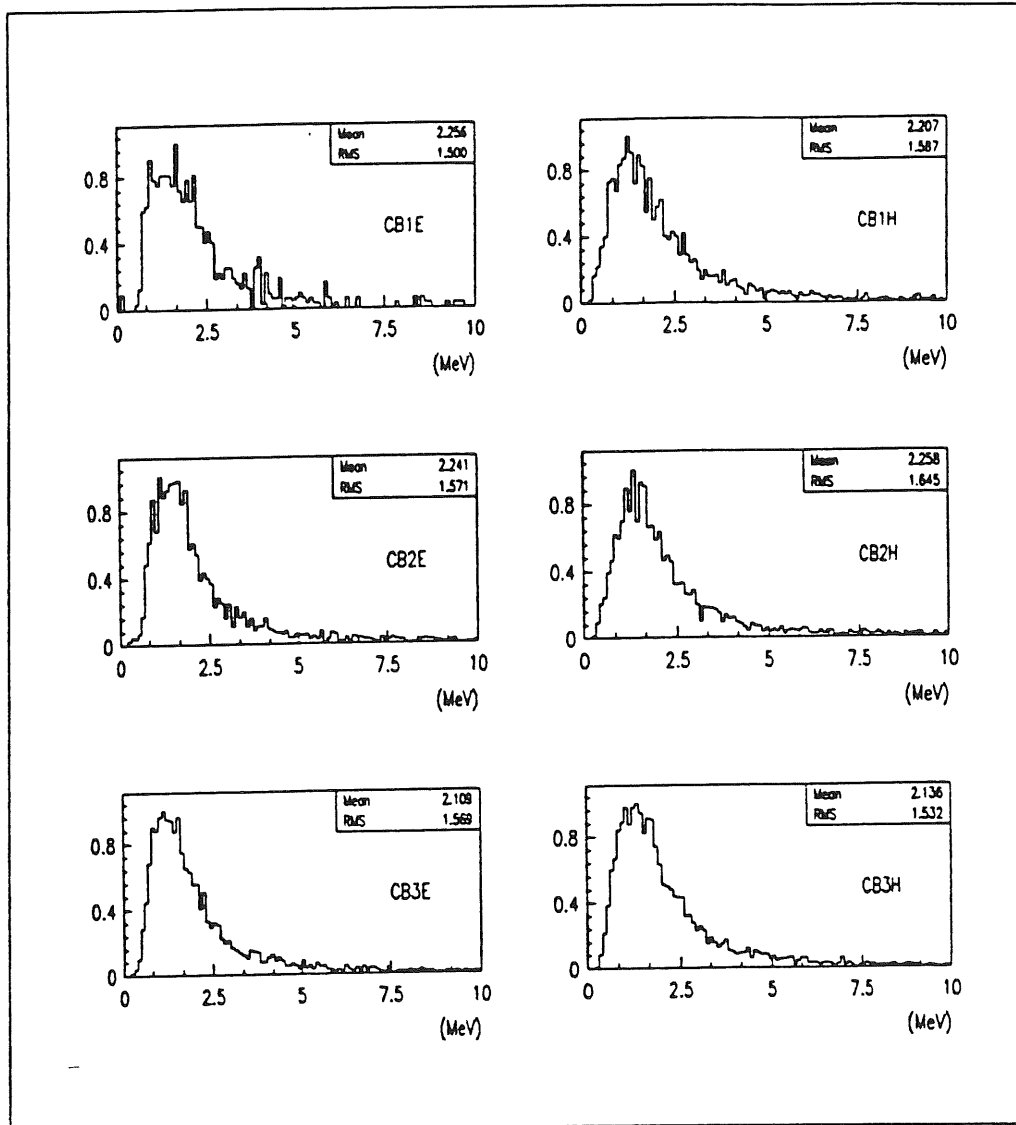 Mean 2.256
RMS 1.500
0.8
0.4
0
CB1E
0 2.5 5 7.5 10
(MeV)
Mean 2.207
RMS 1.587
0.8
0.4
0
CB1H
0 2.5 5 7.5 10
(MeV)
Mean 2.241
RMS 1.571
0.8
0.4
0
CB2E
0 2.5 5 7.5 10
(MeV)
Mean 2.258
RMS 1.645
0.8
0.4
0
CB2H
0 2.5 5 7.5 10
(MeV)
Mean 2.109
RMS 1.569
0.8
0.4
0
CB3E
0 2.5 5 7.5 10
(MeV)
Mean 2.136
RMS 1.532
0.8
0.4
0
CB3H
0 2.5 5 7.5 10
(MeV)